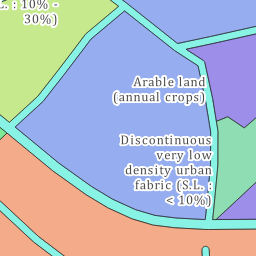 L. : 10% -
30%)
Arable land
(annual crops)
Discontinuous
very low
density urban
fabric (S.L. :
< 10%)